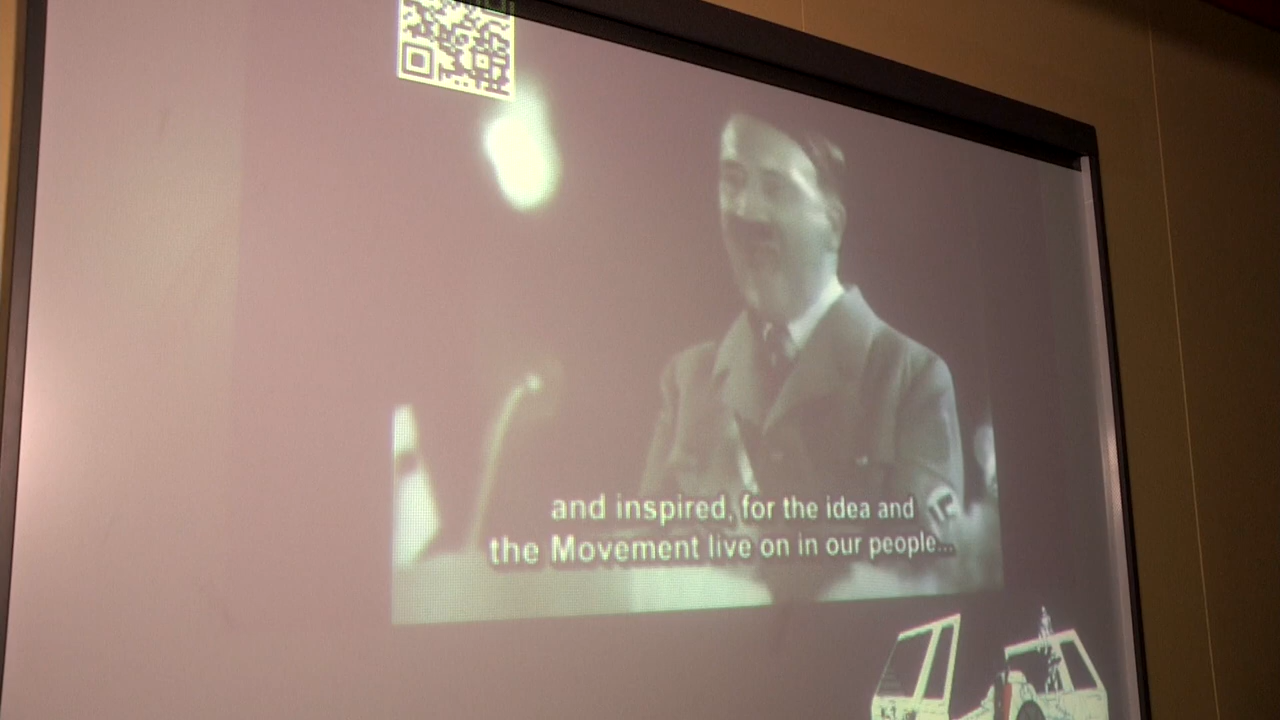 and inspired, for the idea and
the Movement live on in our people...